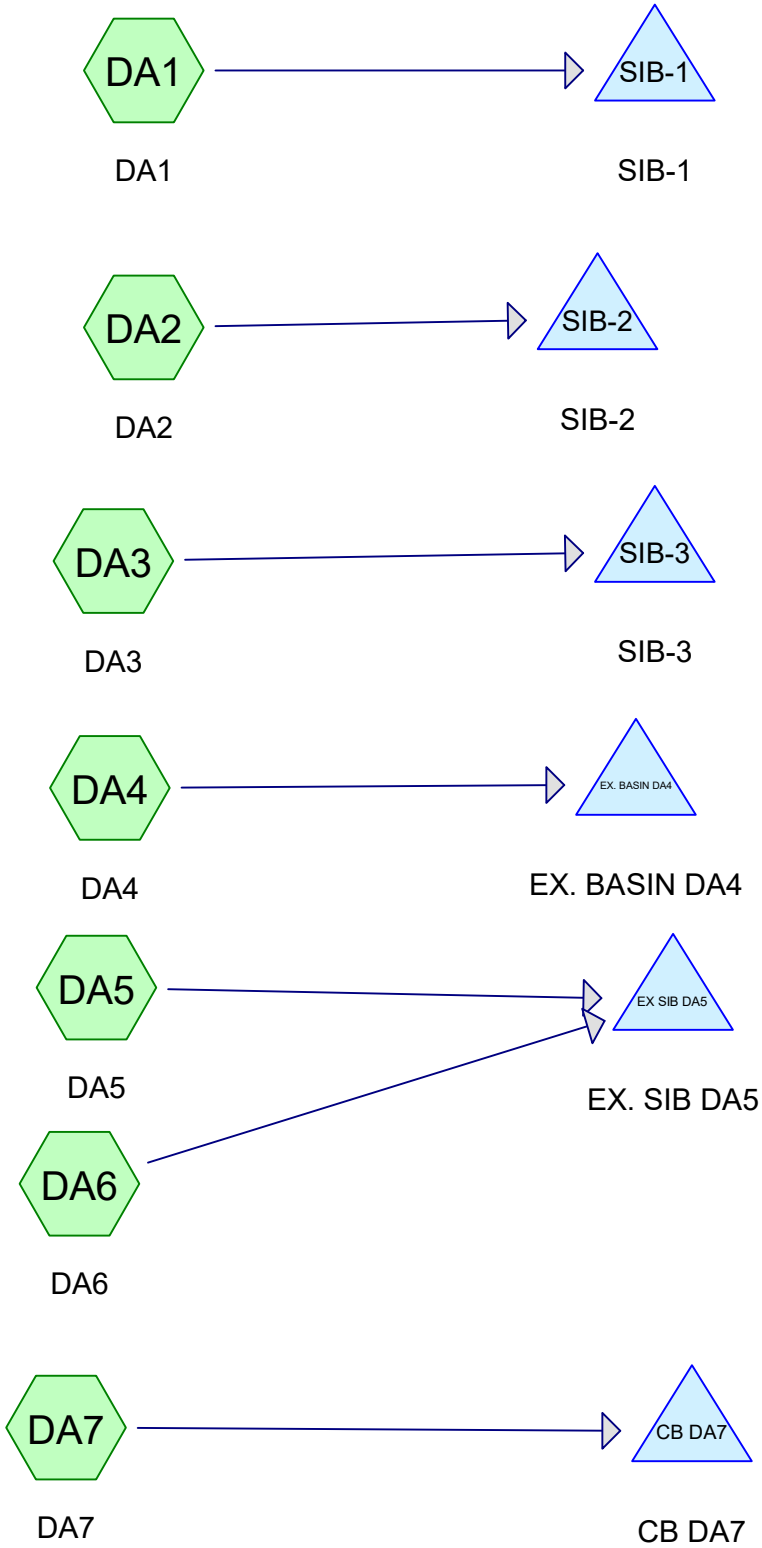 DA1
SIB-1
DA1
SIB-1
DA2
SIB-2
DA2
SIB-2
DA3
SIB-3
DA3
SIB-3
DA4
EX. BASIN DA4
DA4
EX. BASIN DA4
DA5
EX SIB DA5
DA5
EX. SIB DA5
DA6
DA6
DA7
CB DA7
DA7
CB DA7